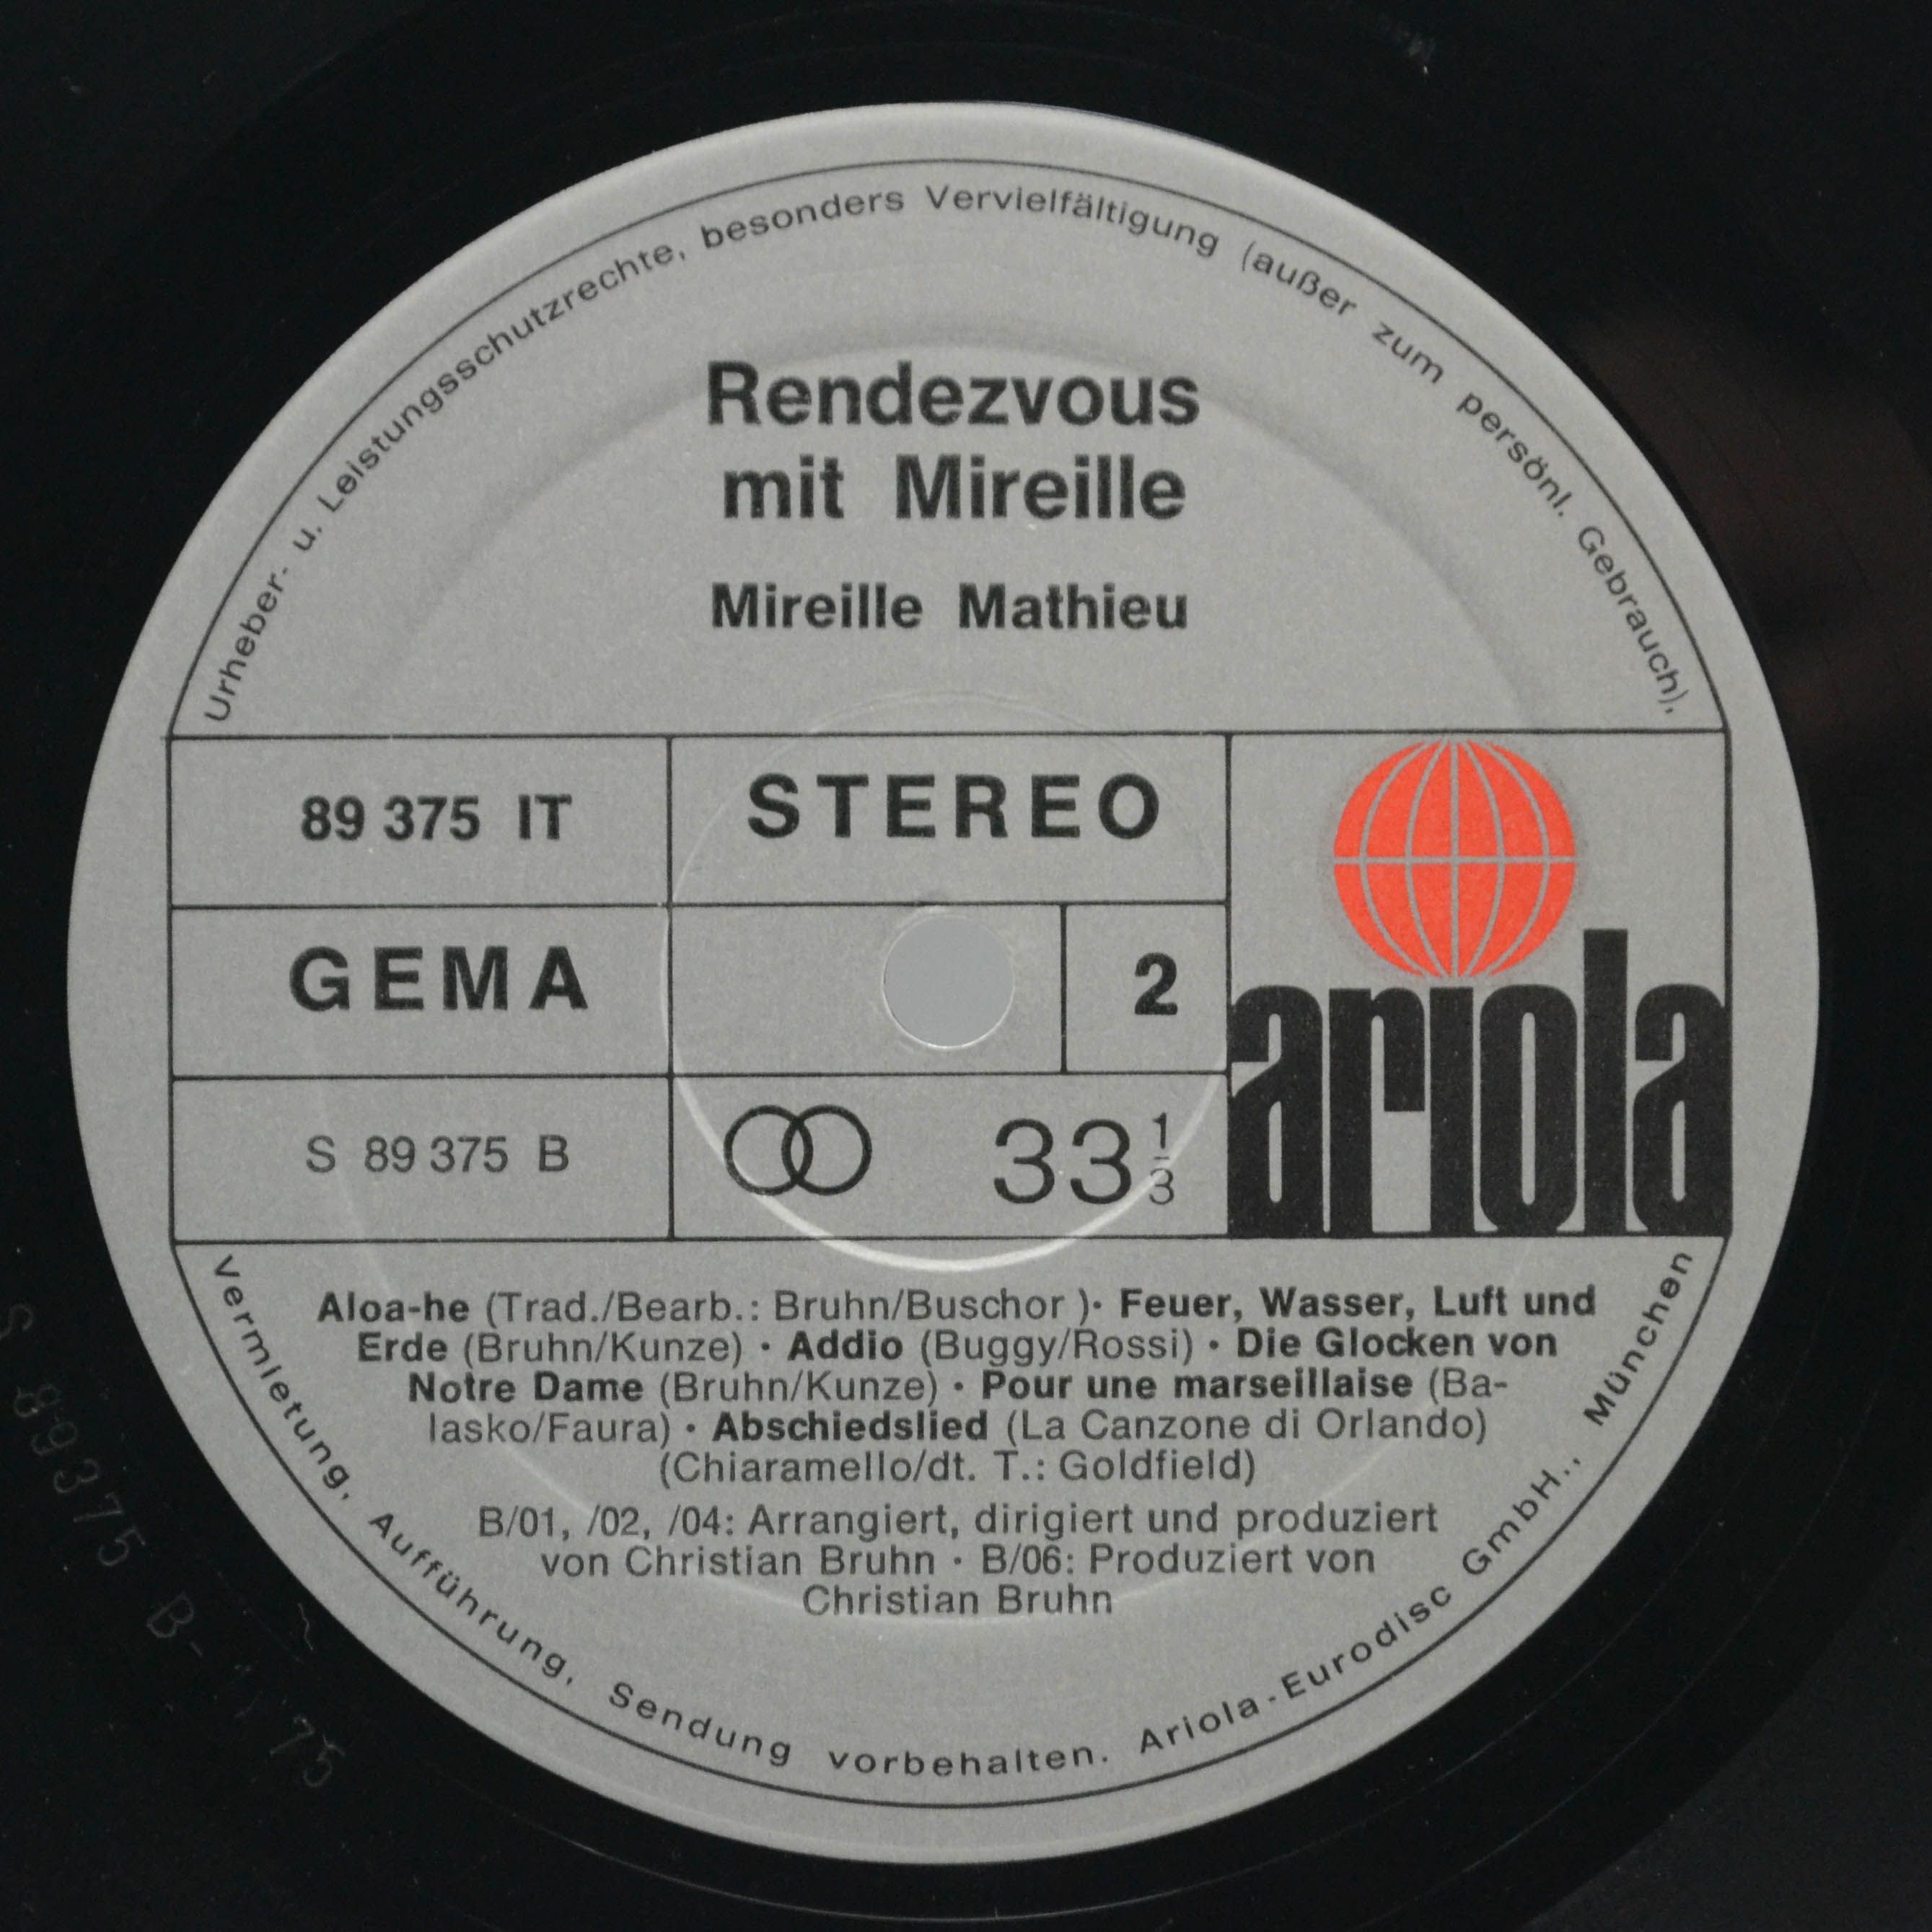 Urheber- u. Leistungsschutzrechte, besonders Vervielfältigung (außer zum persönl. Gebrauch),
Rendezvous
mit Mireille
Mireille Mathieu
89 375 IT
STEREO
GEMA
2
S 89 375 B
33 1/3
ariola
Aloa-he (Trad./Bearb.: Bruhn/Buschor )· Feuer, Wasser, Luft und
Erde (Bruhn/Kunze) · Addio (Buggy/Rossi) · Die Glocken von
Notre Dame (Bruhn/Kunze) · Pour une marseillaise (Ba-
lasko/Faura) · Abschiedslied (La Canzone di Orlando)
(Chiaramello/dt. T.: Goldfield)
B/01, /02, /04: Arrangiert, dirigiert und produziert
von Christian Bruhn · B/06: Produziert von
Christian Bruhn
Vermietung, Aufführung, Sendung vorbehalten. Ariola-Eurodisc GmbH., München
S 89375 B-